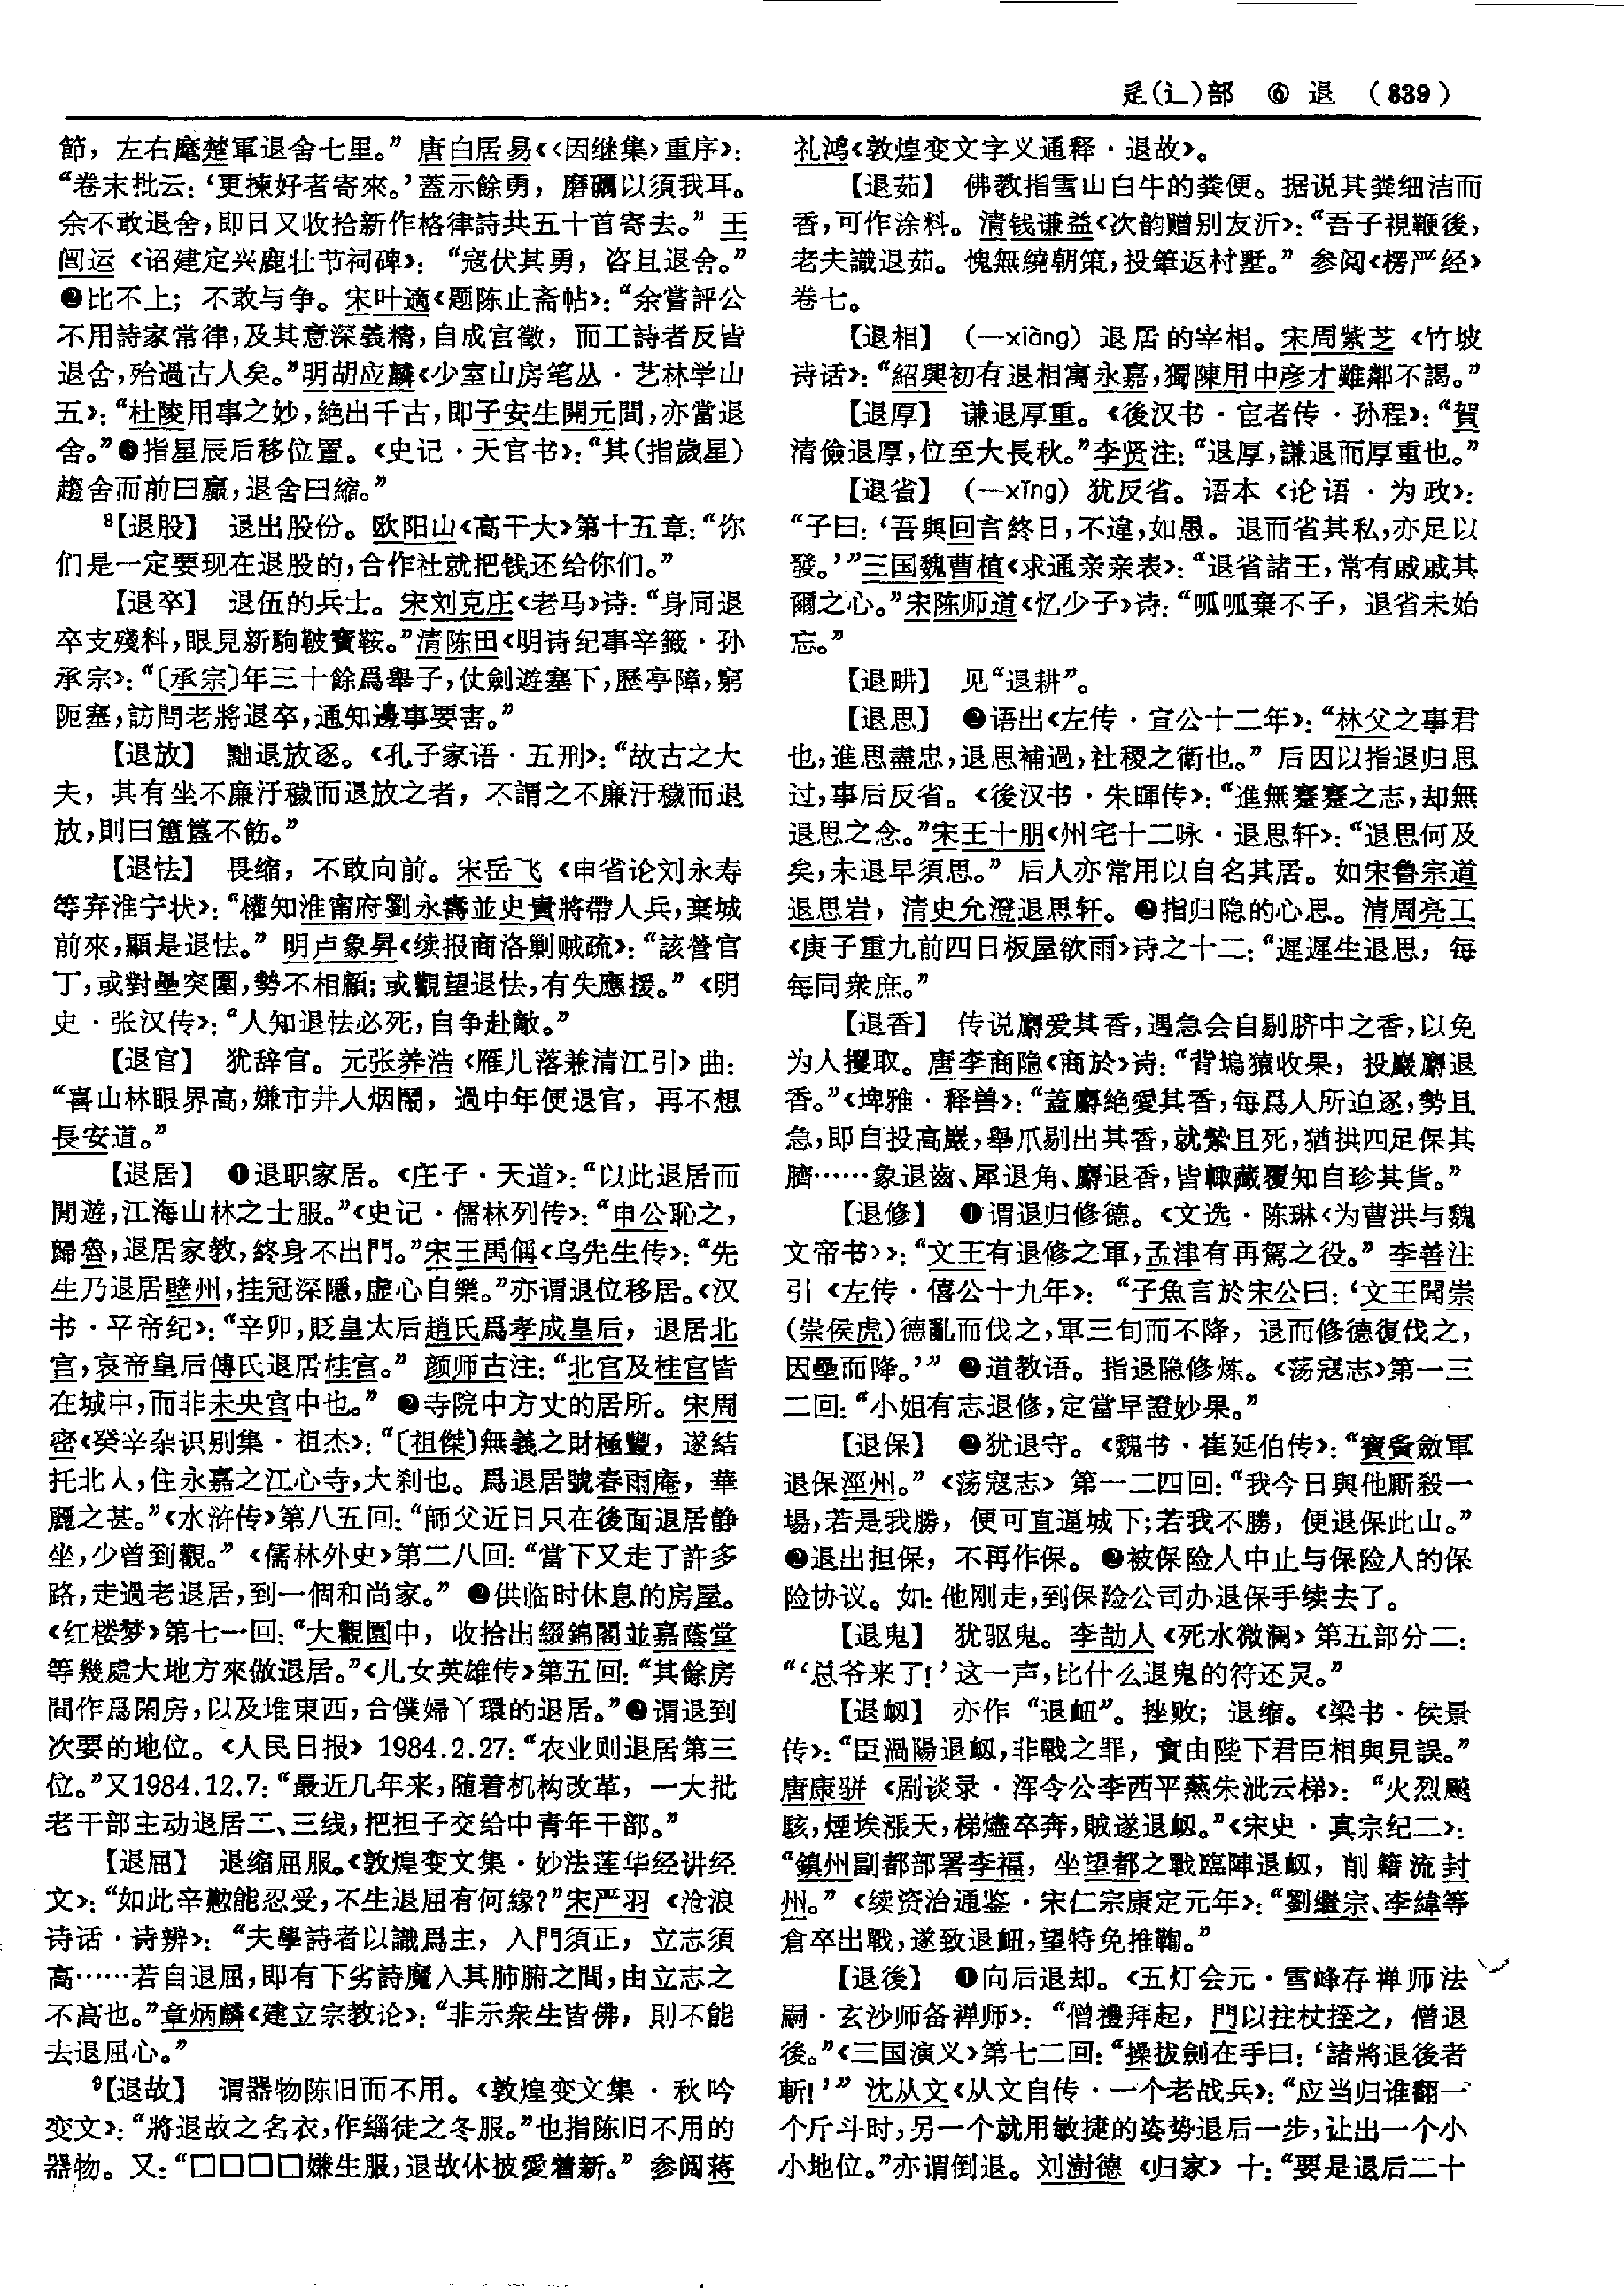 辵(辶)部　⑥　退　(839)
節，左右麾楚軍退舍七里。”唐白居易《〈因继集〉重序》：
“卷末批云：‘更揀好者寄來。’蓋示餘勇，磨礪以須我耳。
余不敢退舍，即日又收拾新作格律詩共五十首寄去。”王
闿运《诏建定兴鹿壮节祠碑》：“寇伏其勇，咨且退舍。”
❷比不上；不敢与争。宋叶適《题陈止斋帖》：“余嘗評公
不用詩家常律，及其意深義精，自成宫徵，而工詩者反皆
退舍，殆過古人矣。”明胡应麟《少室山房笔丛·艺林学山
五》：“杜陵用事之妙，絶出千古，即子安生開元間，亦當退
舍。”❸指星辰后移位置。《史记·天官书》：“其(指歲星)
趨舍而前曰贏，退舍曰縮。”
⁸【退股】　退出股份。欧阳山《高干大》第十五章：“你
们是一定要现在退股的，合作社就把钱还给你们。”
【退卒】　退伍的兵士。宋刘克庄《老马》诗：“身同退
卒支殘料，眼見新駒鞁寶鞍。”清陈田《明诗纪事辛籖·孙
承宗》：“〔承宗〕年三十餘爲舉子，仗劍遊塞下，歷亭障，窮
阨塞，訪問老將退卒，通知邊事要害。”
【退放】　黜退放逐。《孔子家语·五刑》：“故古之大
夫，其有坐不廉汙穢而退放之者，不謂之不廉汙穢而退
放，則曰簠簋不飭。”
【退怯】　畏缩，不敢向前。宋岳飞《申省论刘永寿
等弃淮宁状》：“權知淮甯府劉永壽並史貴將帶人兵，棄城
前來，顯是退怯。”明卢象昇《续报商洛剿贼疏》：“該營官
丁，或對壘突圍，勢不相顧；或觀望退怯，有失應援。”《明
史·张汉传》：“人知退怯必死，自争赴敵。”
【退官】　犹辞官。元张养浩《雁儿落兼清江引》曲：
“喜山林眼界高，嫌市井人烟鬧，過中年便退官，再不想
長安道。”
【退居】　❶退职家居。《庄子·天道》：“以此退居而
閒遊，江海山林之士服。”《史记·儒林列传》：“申公恥之，
歸魯，退居家教，終身不出門。”宋王禹偁《乌先生传》：“先
生乃退居壁州，挂冠深隱，虚心自樂。”亦谓退位移居。《汉
书·平帝纪》：“辛卯，貶皇太后趙氏爲孝成皇后，退居北
宫，哀帝皇后傅氏退居桂宫。”颜师古注：“北宫及桂宫皆
在城中，而非未央宫中也。”❷寺院中方丈的居所。宋周
密《癸辛杂识别集·祖杰》：“〔祖傑〕無義之財極豐，遂結
托北人，住永嘉之江心寺，大刹也。爲退居號春雨庵，華
麗之甚。”《水浒传》第八五回：“師父近日只在後面退居静
坐，少曾到觀。”《儒林外史》第二八回：“當下又走了許多
路，走過老退居，到一個和尚家。”❸供临时休息的房屋。
《红楼梦》第七一回：“大觀園中，收拾出綴錦閣並嘉蔭堂
等幾處大地方來做退居。”《儿女英雄传》第五回：“其餘房
間作爲閑房，以及堆東西，合僕婦丫環的退居。”❹谓退到
次要的地位。《人民日报》1984.2.27：“农业则退居第三
位。”又1984.12.7：“最近几年来，随着机构改革，一大批
老干部主动退居二、三线，把担子交给中青年干部。”
【退屈】　退缩屈服。《敦煌变文集·妙法莲华经讲经
文》：“如此辛懃能忍受，不生退屈有何緣？”宋严羽《沧浪
诗话·诗辨》：“夫學詩者以識爲主，入門須正，立志須
高……若自退屈，即有下劣詩魔入其肺腑之間，由立志之
不高也。”章炳麟《建立宗教论》：“非示衆生皆佛，則不能
去退屈心。”
⁹【退故】　谓器物陈旧而不用。《敦煌变文集·秋吟
变文》：“將退故之名衣，作緇徒之冬服。”也指陈旧不用的
器物。又：“□□□□嫌生服，退故休披愛着新。”参阅蒋
礼鸿《敦煌变文字义通释·退故》。
【退茹】　佛教指雪山白牛的粪便。据说其粪细洁而
香，可作涂料。清钱谦益《次韵赠别友沂》：“吾子視鞭後，
老夫識退茹。愧無繞朝策，投筆返村墅。”参阅《楞严经》
卷七。
【退相】　(一xiàng)退居的宰相。宋周紫芝《竹坡
诗话》：“紹興初有退相寓永嘉，獨陳用中彦才雖鄰不謁。”
【退厚】　谦退厚重。《後汉书·宦者传·孙程》：“賀
清儉退厚，位至大長秋。”李贤注：“退厚，謙退而厚重也。”
【退省】　(一xǐng)犹反省。语本《论语·为政》：
“子曰：‘吾與回言終日，不違，如愚。退而省其私，亦足以
發。’”三国魏曹植《求通亲亲表》：“退省諸王，常有戚戚其
爾之心。”宋陈师道《忆少子》诗：“呱呱棄不子，退省未始
忘。”
【退畊】　见“退耕”。
【退思】　❶语出《左传·宣公十二年》：“林父之事君
也，進思盡忠，退思補過，社稷之衛也。”后因以指退归思
过，事后反省。《後汉书·朱晖传》：“進無蹇蹇之志，却無
退思之念。”宋王十朋《州宅十二咏·退思轩》：“退思何及
矣，未退早須思。”后人亦常用以自名其居。如宋鲁宗道
退思岩，清史允澄退思轩。❷指归隐的心思。清周亮工
《庚子重九前四日板屋欲雨》诗之十二：“遲遲生退思，每
每同衆庶。”
【退香】　传说麝爱其香，遇急会自剔脐中之香，以免
为人攫取。唐李商隐《商於》诗：“背塢猿收果，投巖麝退
香。”《埤雅·释兽》：“蓋麝絶愛其香，每爲人所迫逐，勢且
急，即自投高巖，舉爪剔出其香，就縶且死，猶拱四足保其
臍……象退齒、犀退角、麝退香，皆輒藏覆知自珍其貨。”
【退修】　❶谓退归修德。《文选·陈琳〈为曹洪与魏
文帝书〉》：“文王有退修之軍，孟津有再駕之役。”李善注
引《左传·僖公十九年》：“子魚言於宋公曰：‘文王聞崇
(崇侯虎)德亂而伐之，軍三旬而不降，退而修德復伐之，
因壘而降。’”❷道教语。指退隐修炼。《荡寇志》第一三
二回：“小姐有志退修，定當早證妙果。”
【退保】　❶犹退守。《魏书·崔延伯传》：“寶夤斂軍
退保涇州。”《荡寇志》第一二四回：“我今日與他厮殺一
場，若是我勝，便可直逼城下；若我不勝，便退保此山。”
❷退出担保，不再作保。❸被保险人中止与保险人的保
险协议。如：他刚走，到保险公司办退保手续去了。
【退鬼】　犹驱鬼。李劼人《死水微澜》第五部分二：
“‘总爷来了！’这一声，比什么退鬼的符还灵。”
【退衂】　亦作“退衄”。挫败；退缩。《梁书·侯景
传》：“臣渦陽退衂，非戰之罪，實由陛下君臣相與見誤。”
唐康骈《剧谈录·浑令公李西平爇朱泚云梯》：“火烈飈
駭，煙埃漲天，梯爐卒奔，賊遂退衂。”《宋史·真宗纪二》：
“鎮州副都部署李福，坐望都之戰臨陣退衂，削籍流封
州。”《续资治通鉴·宋仁宗康定元年》：“劉繼宗、李緯等
倉卒出戰，遂致退衄，望特免推鞫。”
【退後】　❶向后退却。《五灯会元·雪峰存禅师法
嗣·玄沙师备禅师》：“僧禮拜起，門以拄杖挃之，僧退
後。”《三国演义》第七二回：“操拔劍在手曰：‘諸將退後者
斬！’”沈从文《从文自传·一个老战兵》：“应当归谁翻一
个斤斗时，另一个就用敏捷的姿势退后一步，让出一个小
小地位。”亦谓倒退。刘澍德《归家》十：“要是退后二十